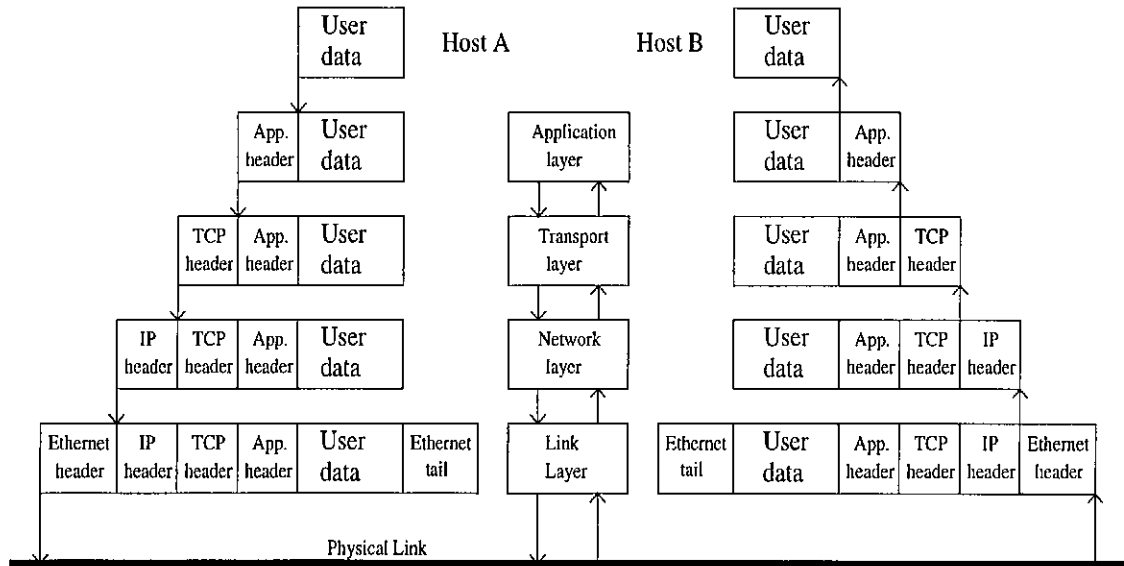 User
data
Host A
Host B
User
data
App.
header
User
data
Application
layer
User
data
App.
header
TCP
header
App.
header
User
data
Transport
layer
User
data
App.
header
TCP
header
IP
header
TCP
header
App.
header
User
data
Network
layer
User
data
App.
header
TCP
header
IP
header
Ethernet
header
IP
header
TCP
header
App.
header
User
data
Ethernet
tail
Link
Layer
Ethernet
tail
User
data
App.
header
TCP
header
IP
header
Ethernet
header
Physical Link